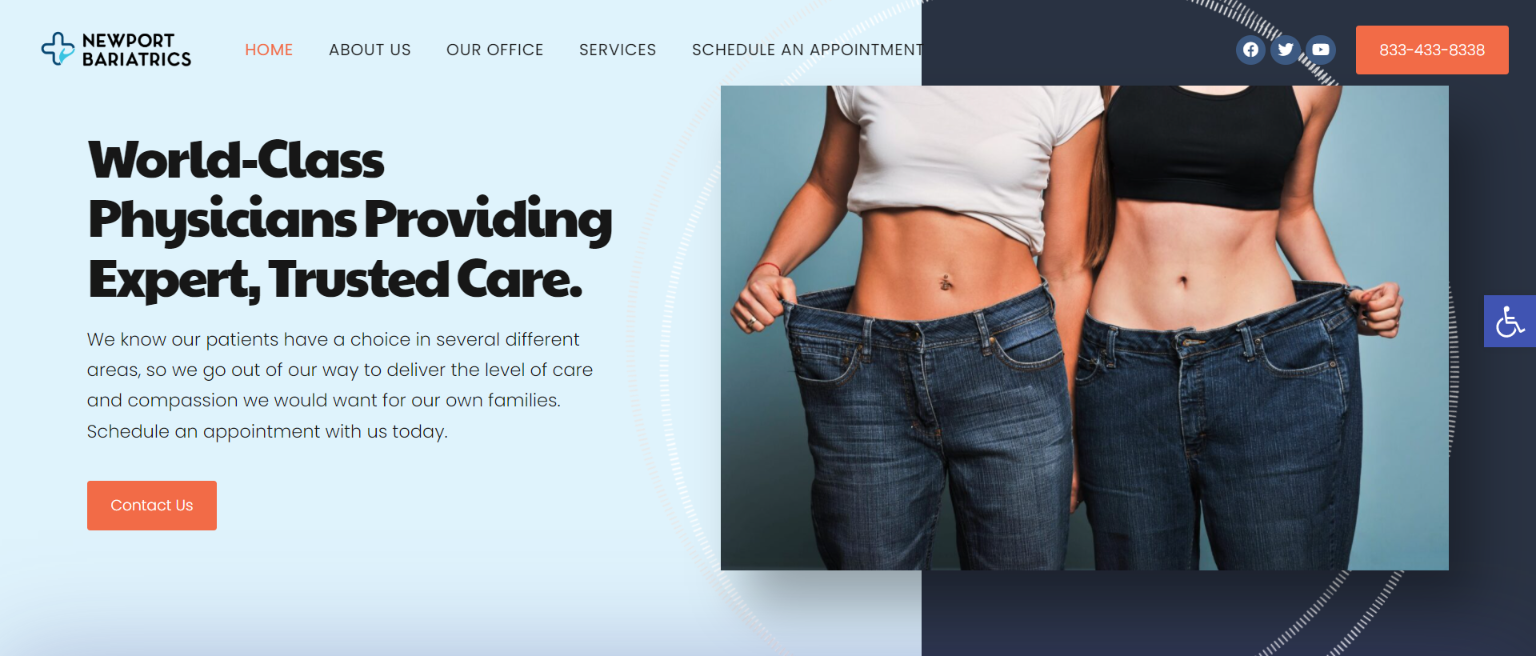 NEWPORT
BARIATRICS
HOME
ABOUT US
OUR OFFICE
SERVICES
SCHEDULE AN APPOINTMENT
833-433-8338
World-Class
Physicians Providing
Expert, Trusted Care.
We know our patients have a choice in several different
areas, so we go out of our way to deliver the level of care
and compassion we would want for our own families.
Schedule an appointment with us today.
Contact Us